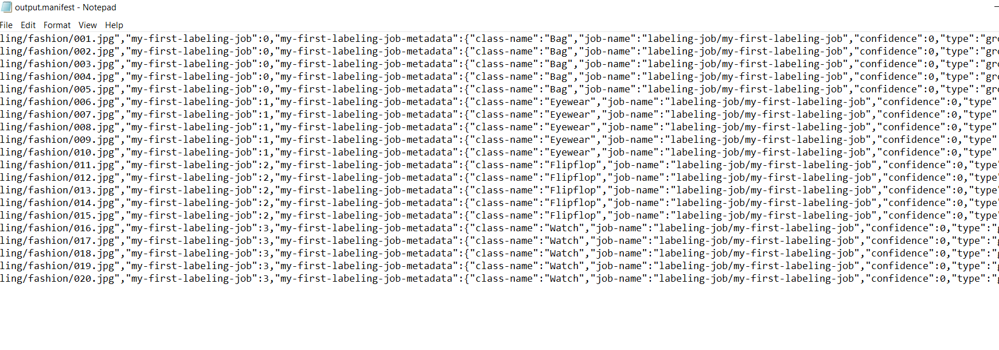 output.manifest - Notepad
File Edit Format View Help
ling/fashion/001.jpg","my-first-labeling-job":0,"my-first-labeling-job-metadata":{"class-name":"Bag","job-name":"labeling-job/my-first-labeling-job","confidence":0,"type":"gro
ling/fashion/002.jpg","my-first-labeling-job":0,"my-first-labeling-job-metadata":{"class-name":"Bag","job-name":"labeling-job/my-first-labeling-job","confidence":0,"type":"gro
ling/fashion/003.jpg","my-first-labeling-job":0,"my-first-labeling-job-metadata":{"class-name":"Bag","job-name":"labeling-job/my-first-labeling-job","confidence":0,"type":"gro
ling/fashion/004.jpg","my-first-labeling-job":0,"my-first-labeling-job-metadata":{"class-name":"Bag","job-name":"labeling-job/my-first-labeling-job","confidence":0,"type":"gro
ling/fashion/005.jpg","my-first-labeling-job":0,"my-first-labeling-job-metadata":{"class-name":"Bag","job-name":"labeling-job/my-first-labeling-job","confidence":0,"type":"gro
ling/fashion/006.jpg","my-first-labeling-job":1,"my-first-labeling-job-metadata":{"class-name":"Eyewear","job-name":"labeling-job/my-first-labeling-job","confidence":0,"type"
ling/fashion/007.jpg","my-first-labeling-job":1,"my-first-labeling-job-metadata":{"class-name":"Eyewear","job-name":"labeling-job/my-first-labeling-job","confidence":0,"type"
ling/fashion/008.jpg","my-first-labeling-job":1,"my-first-labeling-job-metadata":{"class-name":"Eyewear","job-name":"labeling-job/my-first-labeling-job","confidence":0,"type"
ling/fashion/009.jpg","my-first-labeling-job":1,"my-first-labeling-job-metadata":{"class-name":"Eyewear","job-name":"labeling-job/my-first-labeling-job","confidence":0,"type"
ling/fashion/010.jpg","my-first-labeling-job":1,"my-first-labeling-job-metadata":{"class-name":"Eyewear","job-name":"labeling-job/my-first-labeling-job","confidence":0,"type"
ling/fashion/011.jpg","my-first-labeling-job":2,"my-first-labeling-job-metadata":{"class-name":"Flipflop","job-name":"labeling-job/my-first-labeling-job","confidence":0,"type"
ling/fashion/012.jpg","my-first-labeling-job":2,"my-first-labeling-job-metadata":{"class-name":"Flipflop","job-name":"labeling-job/my-first-labeling-job","confidence":0,"type"
ling/fashion/013.jpg","my-first-labeling-job":2,"my-first-labeling-job-metadata":{"class-name":"Flipflop","job-name":"labeling-job/my-first-labeling-job","confidence":0,"type"
ling/fashion/014.jpg","my-first-labeling-job":2,"my-first-labeling-job-metadata":{"class-name":"Flipflop","job-name":"labeling-job/my-first-labeling-job","confidence":0,"type"
ling/fashion/015.jpg","my-first-labeling-job":2,"my-first-labeling-job-metadata":{"class-name":"Flipflop","job-name":"labeling-job/my-first-labeling-job","confidence":0,"type"
ling/fashion/016.jpg","my-first-labeling-job":3,"my-first-labeling-job-metadata":{"class-name":"Watch","job-name":"labeling-job/my-first-labeling-job","confidence":0,"type":"g
ling/fashion/017.jpg","my-first-labeling-job":3,"my-first-labeling-job-metadata":{"class-name":"Watch","job-name":"labeling-job/my-first-labeling-job","confidence":0,"type":"g
ling/fashion/018.jpg","my-first-labeling-job":3,"my-first-labeling-job-metadata":{"class-name":"Watch","job-name":"labeling-job/my-first-labeling-job","confidence":0,"type":"g
ling/fashion/019.jpg","my-first-labeling-job":3,"my-first-labeling-job-metadata":{"class-name":"Watch","job-name":"labeling-job/my-first-labeling-job","confidence":0,"type":"g
ling/fashion/020.jpg","my-first-labeling-job":3,"my-first-labeling-job-metadata":{"class-name":"Watch","job-name":"labeling-job/my-first-labeling-job","confidence":0,"type":"g